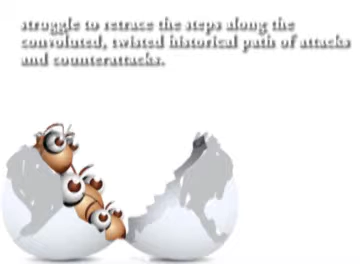 struggle to retrace the steps along the
convoluted, twisted historical path of attacks
and counterattacks.